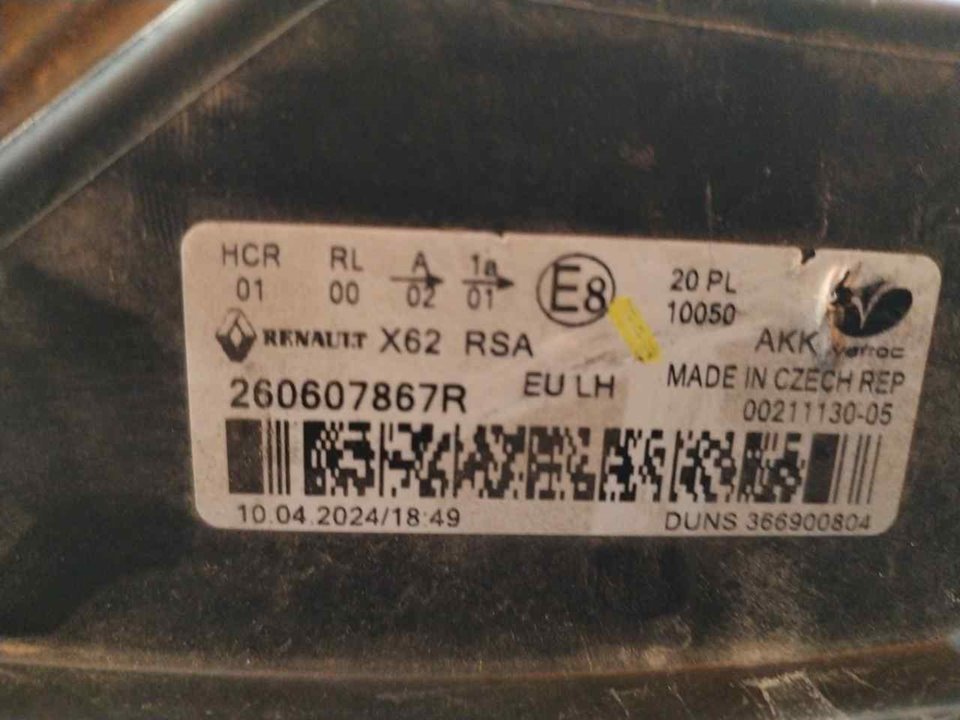 HCR RL A 1a
01 00 02 01
E8
20 PL
10050
RENAULT X62 RSA
AKK varroc
260607867R
EU LH
MADE IN CZECH REP
00211130-05
10.04.2024/18:49
DUNS 366900804